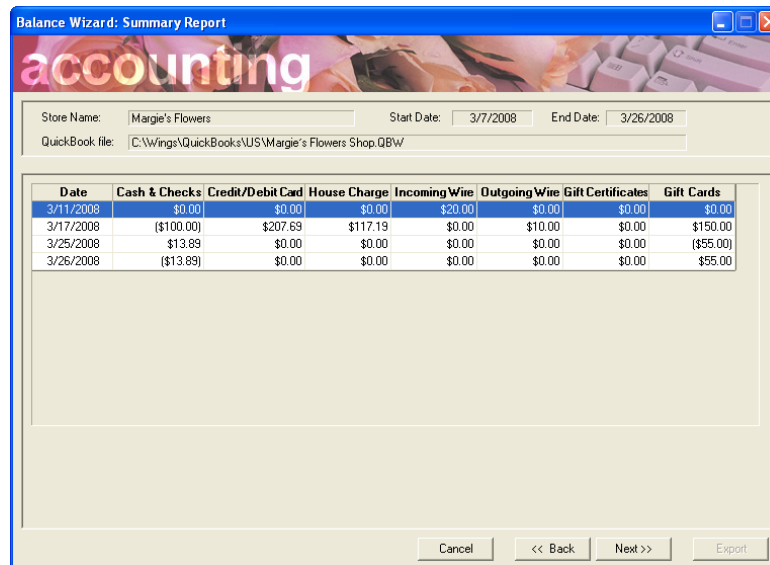 Balance Wizard: Summary Report
accounting
Store Name: Margie's Flowers Start Date: 3/7/2008 End Date: 3/26/2008
QuickBook file: C:\Wings\QuickBooks\US\Margie's Flowers Shop.QBW
Date Cash & Checks Credit/Debit Card House Charge Incoming Wire Outgoing Wire Gift Certificates Gift Cards
3/11/2008 $0.00 $0.00 $0.00 $20.00 $0.00 $0.00 $0.00
3/17/2008 ($100.00) $207.69 $117.19 $0.00 $10.00 $0.00 $150.00
3/25/2008 $13.89 $0.00 $0.00 $0.00 $0.00 $0.00 ($55.00)
3/26/2008 ($13.89) $0.00 $0.00 $0.00 $0.00 $0.00 $55.00
Cancel << Back Next >> Export